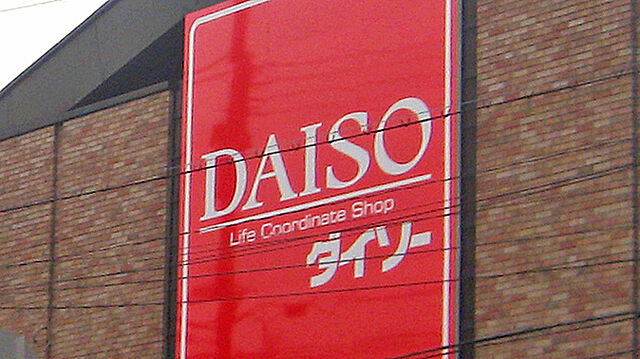 DAISO
Life Coordinate Shop
ダイソー